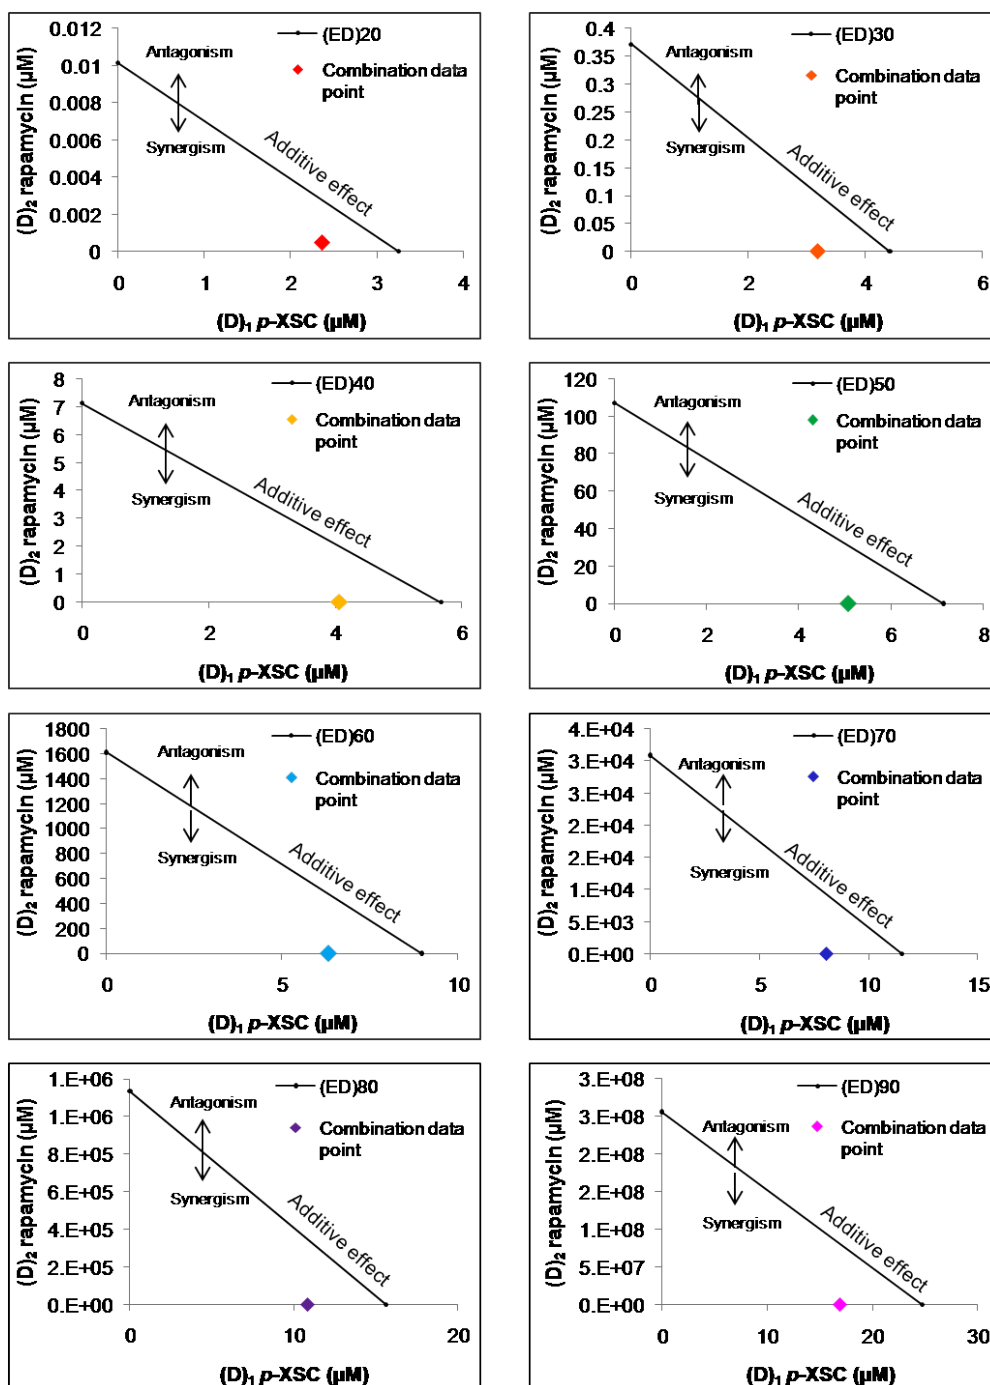 0.012
0.01
0.008
0.006
0.004
0.002
0
0 1 2 3 4
(D)₂ rapamycin (µM)
(D)₁ p-XSC (µM)
Antagonism
Synergism
Additive effect
(ED)20
Combination data
point
0.4
0.35
0.3
0.25
0.2
0.15
0.1
0.05
0
0 2 4 6
(D)₂ rapamycin (µM)
(D)₁ p-XSC (µM)
Antagonism
Synergism
Additive effect
(ED)30
Combination data
point
8
7
6
5
4
3
2
1
0
0 2 4 6
(D)₂ rapamycin (µM)
(D)₁ p-XSC (µM)
Antagonism
Synergism
Additive effect
(ED)40
Combination data
point
120
100
80
60
40
20
0
0 2 4 6 8
(D)₂ rapamycin (µM)
(D)₁ p-XSC (µM)
Antagonism
Synergism
Additive effect
(ED)50
Combination data
point
1800
1600
1400
1200
1000
800
600
400
200
0
0 5 10
(D)₂ rapamycin (µM)
(D)₁ p-XSC (µM)
Antagonism
Synergism
Additive effect
(ED)60
Combination data
point
4.E+04
3.E+04
3.E+04
2.E+04
2.E+04
1.E+04
5.E+03
0.E+00
0 5 10 15
(D)₂ rapamycin (µM)
(D)₁ p-XSC (µM)
Antagonism
Synergism
Additive effect
(ED)70
Combination data
point
1.E+06
1.E+06
8.E+05
6.E+05
4.E+05
2.E+05
0.E+00
0 10 20
(D)₂ rapamycin (µM)
(D)₁ p-XSC (µM)
Antagonism
Synergism
Additive effect
(ED)80
Combination data
point
3.E+08
3.E+08
2.E+08
2.E+08
1.E+08
5.E+07
0.E+00
0 10 20 30
(D)₂ rapamycin (µM)
(D)₁ p-XSC (µM)
Antagonism
Synergism
Additive effect
(ED)90
Combination data
point